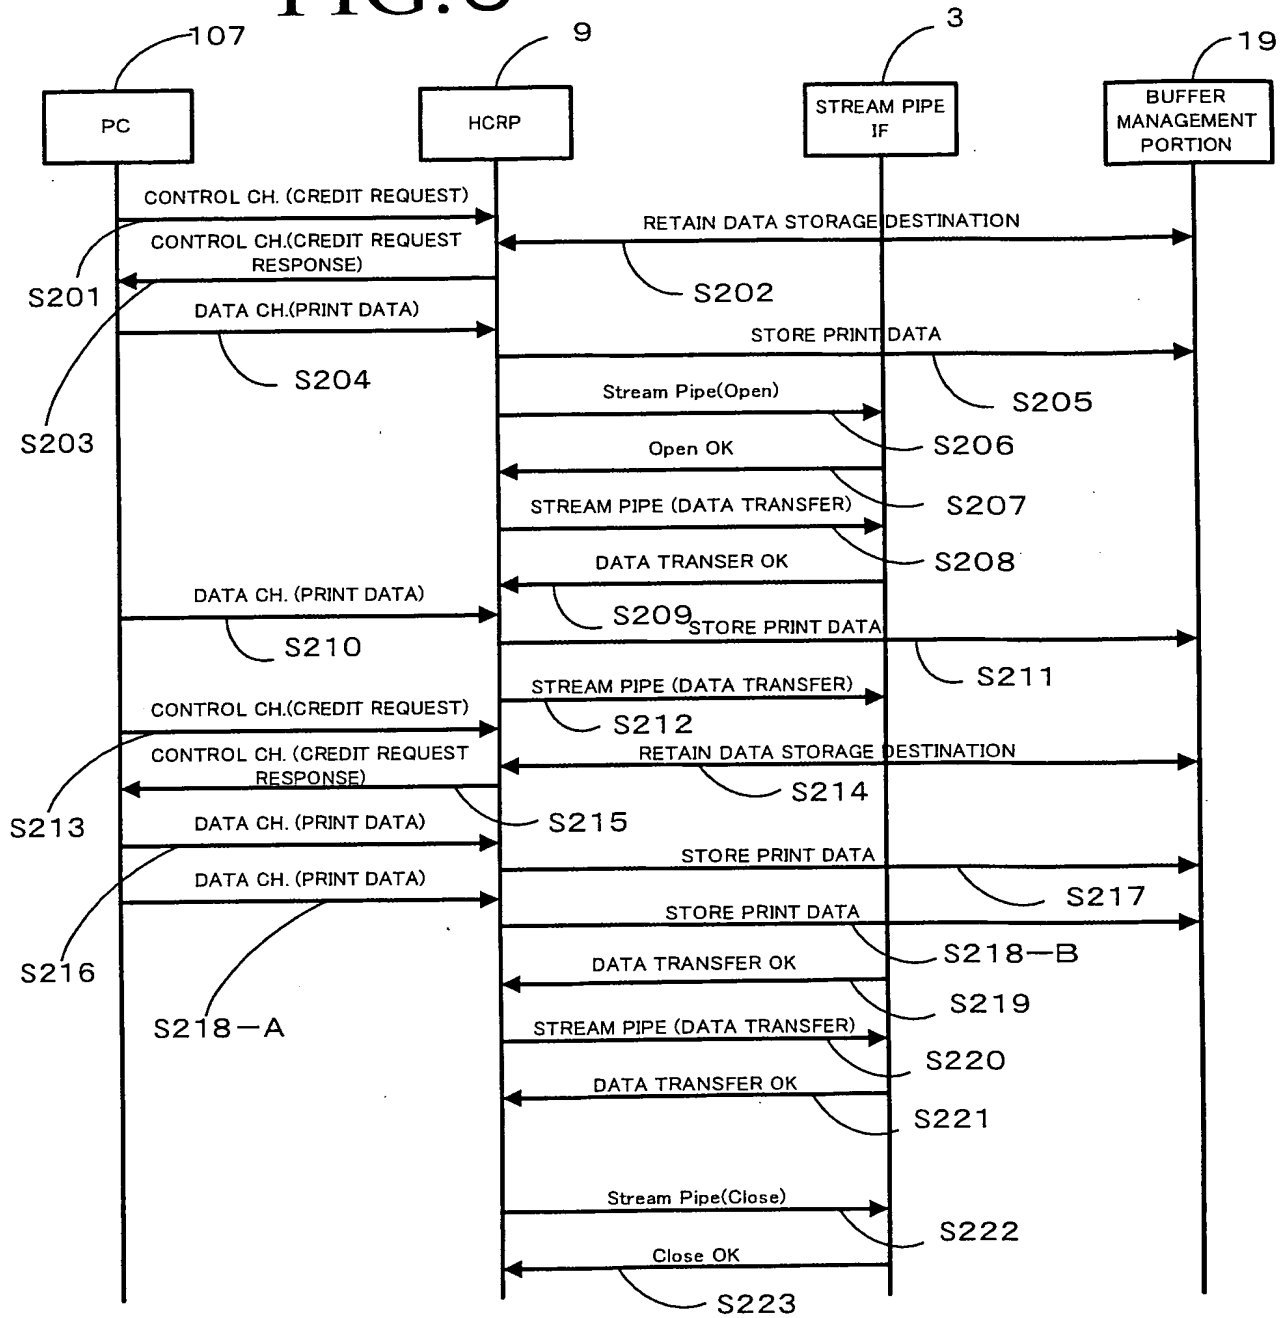 107
9
3
19
PC
HCRP
STREAM PIPE
IF
BUFFER
MANAGEMENT
PORTION
CONTROL CH. (CREDIT REQUEST)
RETAIN DATA STORAGE DESTINATION
CONTROL CH.(CREDIT REQUEST
RESPONSE)
S201
S202
DATA CH.(PRINT DATA)
STORE PRINT DATA
S204
S205
Stream Pipe(Open)
S203
S206
Open OK
S207
STREAM PIPE (DATA TRANSFER)
S208
DATA TRANSER OK
DATA CH. (PRINT DATA)
S209
STORE PRINT DATA
S210
S211
STREAM PIPE (DATA TRANSFER)
CONTROL CH.(CREDIT REQUEST)
S212
CONTROL CH. (CREDIT REQUEST
RESPONSE)
RETAIN DATA STORAGE DESTINATION
S214
S213
S215
DATA CH. (PRINT DATA)
STORE PRINT DATA
DATA CH. (PRINT DATA)
S217
STORE PRINT DATA
S218-B
S216
DATA TRANSFER OK
S219
S218-A
STREAM PIPE (DATA TRANSFER)
S220
DATA TRANSFER OK
S221
Stream Pipe(Close)
S222
Close OK
S223